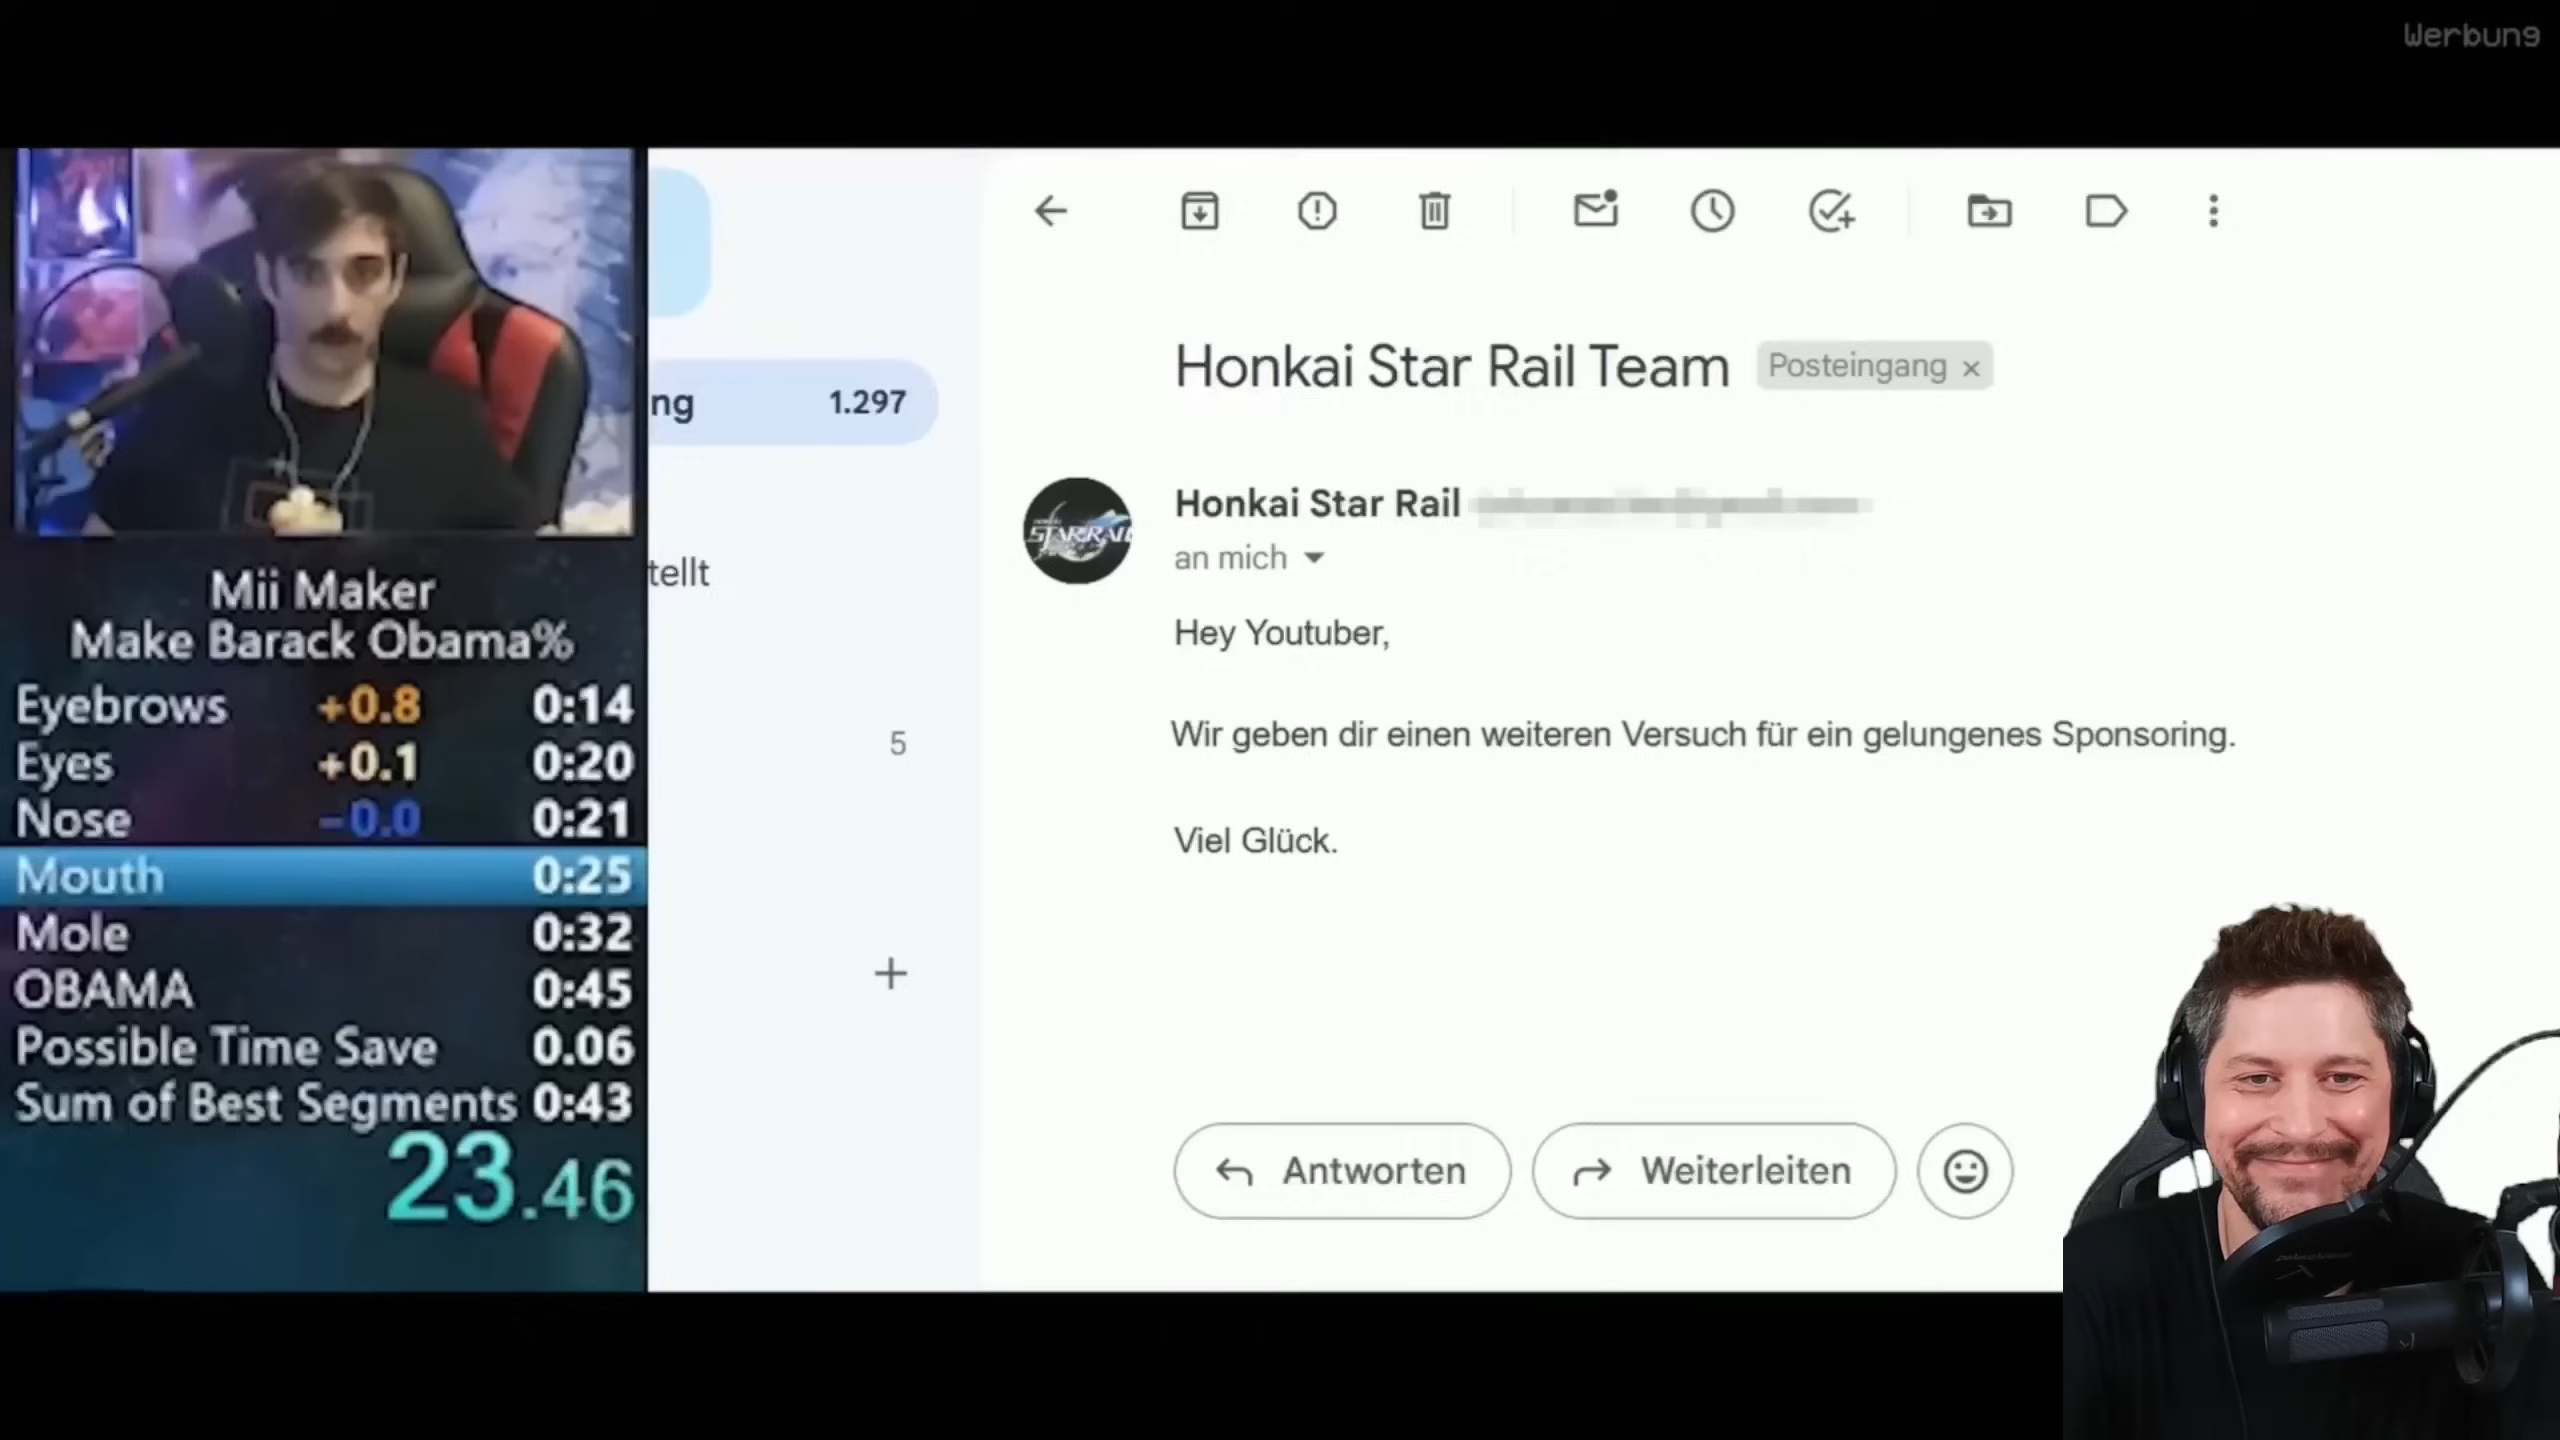 Werbung
Mii Maker
Make Barack Obama%
Eyebrows +0.8 0:14
Eyes +0.1 0:20
Nose -0.0 0:21
Mouth 0:25
Mole 0:32
OBAMA 0:45
Possible Time Save 0.06
Sum of Best Segments 0:43
23.46
ng 1.297
tellt
5
Honkai Star Rail Team Posteingang ×
STAR RAIL
Honkai Star Rail
an mich
Hey Youtuber,
Wir geben dir einen weiteren Versuch für ein gelungenes Sponsoring.
Viel Glück.
Antworten Weiterleiten